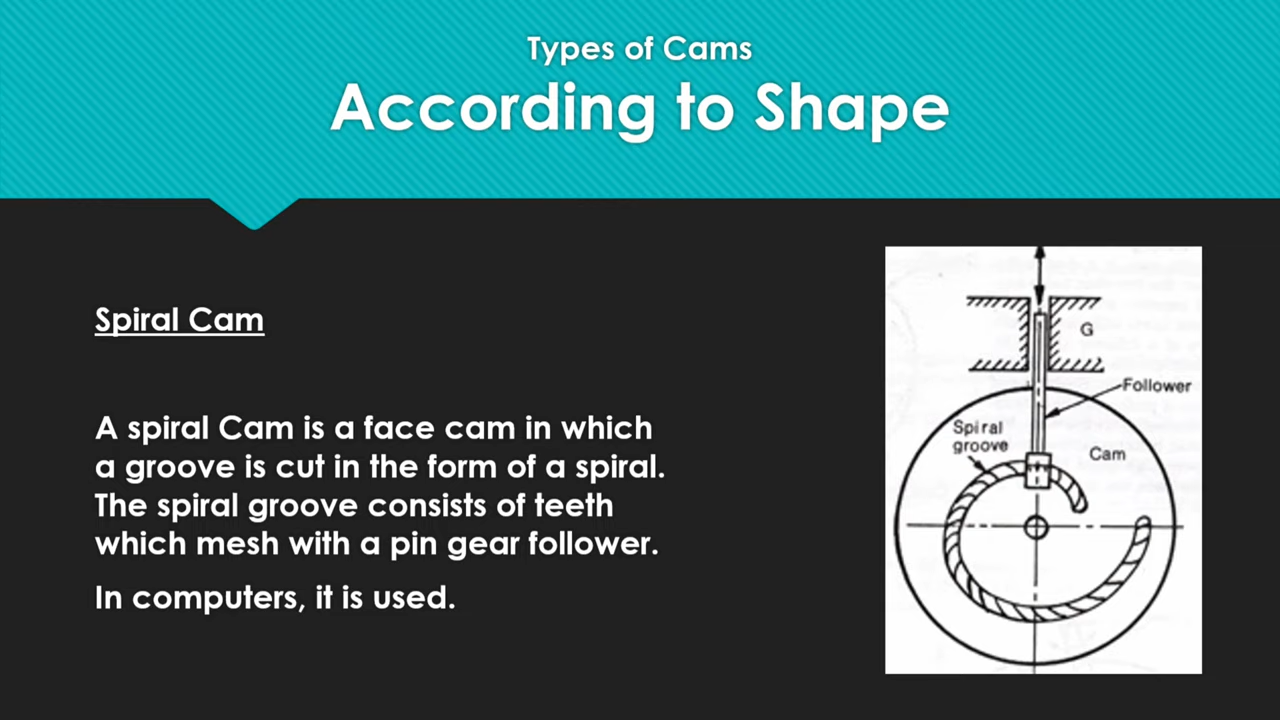 Types of Cams
According to Shape
Spiral Cam
A spiral Cam is a face cam in which
a groove is cut in the form of a spiral.
The spiral groove consists of teeth
which mesh with a pin gear follower.
In computers, it is used.
G
Follower
Spiral
groove
Cam